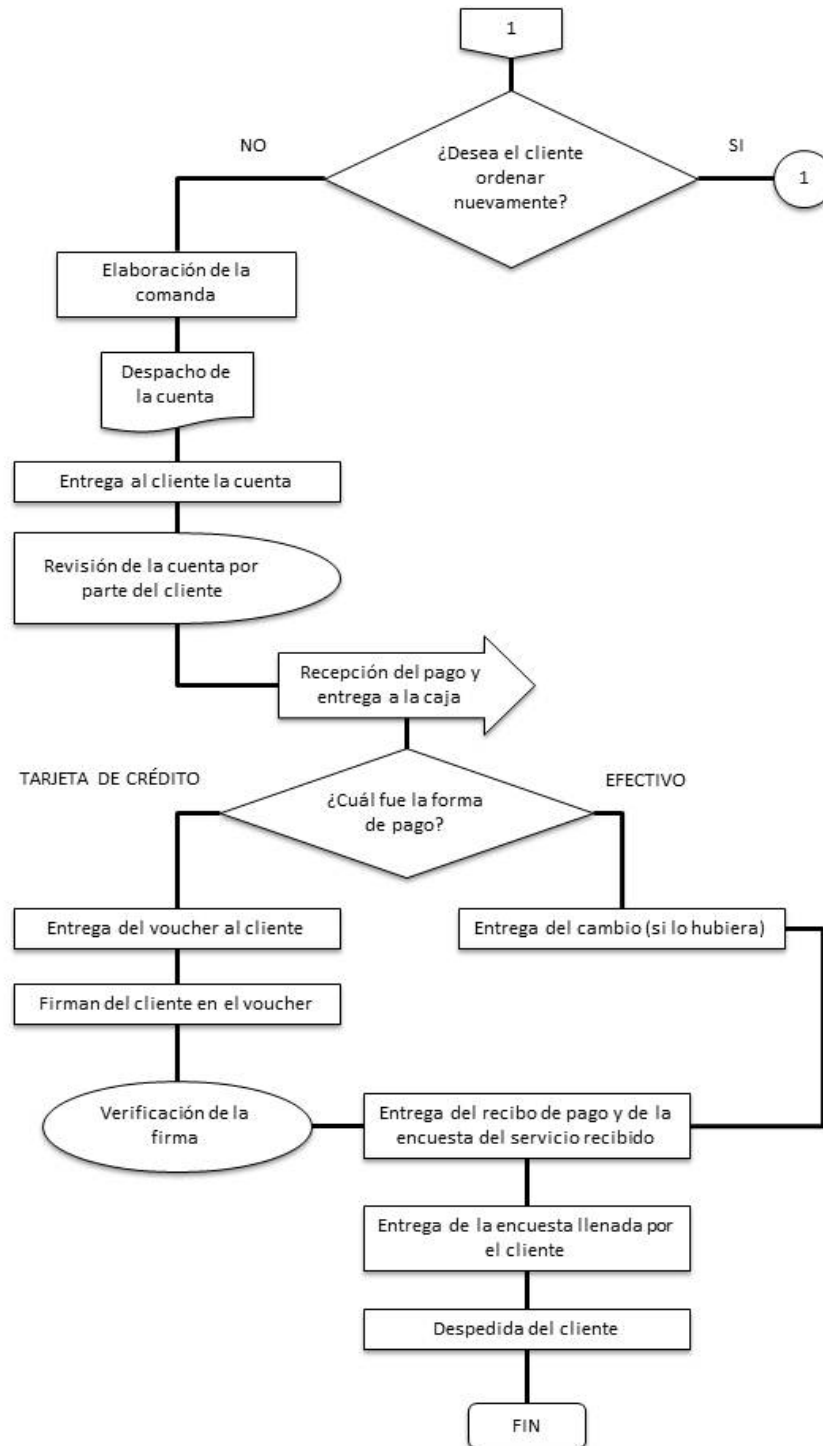 1
¿Desea el cliente
ordenar
nuevamente?
NO
SI
1
Elaboración de la
comanda
Despacho de
la cuenta
Entrega al cliente la cuenta
Revisión de la cuenta por
parte del cliente
Recepción del pago y
entrega a la caja
TARJETA DE CRÉDITO
EFECTIVO
¿Cuál fue la forma
de pago?
Entrega del voucher al cliente
Entrega del cambio (si lo hubiera)
Firman del cliente en el voucher
Verificación de la
firma
Entrega del recibo de pago y de la
encuesta del servicio recibido
Entrega de la encuesta llenada por
el cliente
Despedida del cliente
FIN